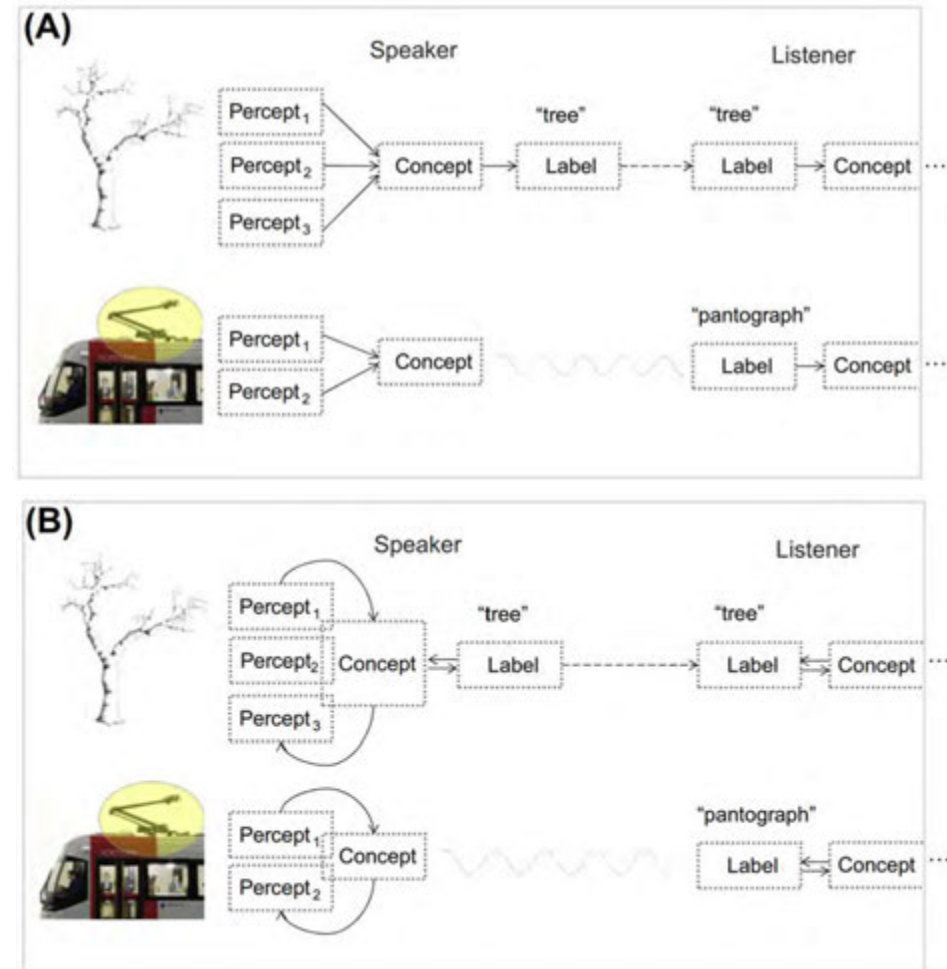 (A)
Speaker
Listener
Percept1
"tree"
"tree"
Percept2
Concept
Label
Label
Concept
...
Percept3
"pantograph"
Percept1
Concept
Label
Concept
...
Percept2
(B)
Speaker
Listener
Percept1
"tree"
"tree"
Percept2
Concept
Label
Label
Concept
...
Percept3
"pantograph"
Percept1
Concept
Label
Concept
...
Percept2